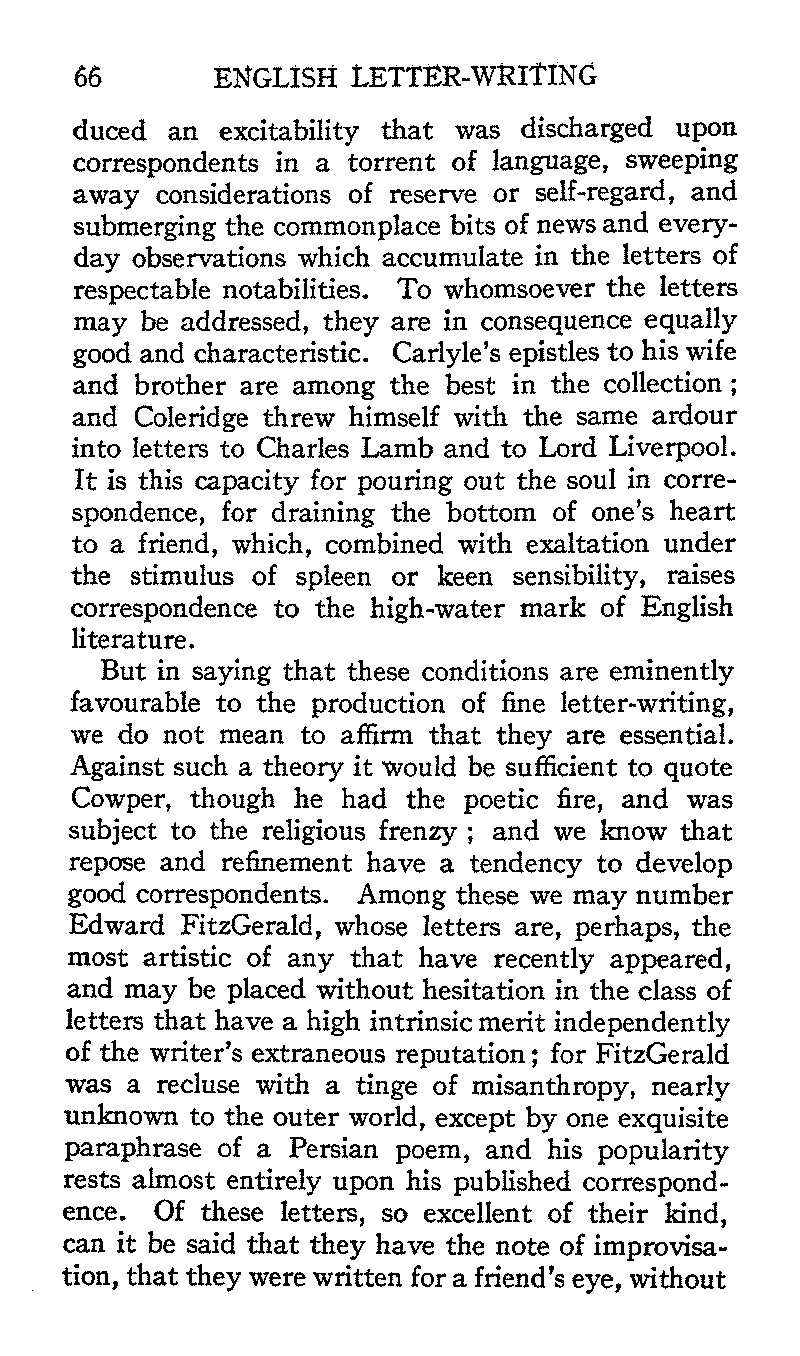 66 ENGLISH LETTER-WRITING
duced an excitability that was discharged upon
correspondents in a torrent of language, sweeping
away considerations of reserve or self-regard, and
submerging the commonplace bits of news and every-
day observations which accumulate in the letters of
respectable notabilities. To whomsoever the letters
may be addressed, they are in consequence equally
good and characteristic. Carlyle's epistles to his wife
and brother are among the best in the collection ;
and Coleridge threw himself with the same ardour
into letters to Charles Lamb and to Lord Liverpool.
It is this capacity for pouring out the soul in corre-
spondence, for draining the bottom of one's heart
to a friend, which, combined with exaltation under
the stimulus of spleen or keen sensibility, raises
correspondence to the high-water mark of English
literature.
But in saying that these conditions are eminently
favourable to the production of fine letter-writing,
we do not mean to affirm that they are essential.
Against such a theory it would be sufficient to quote
Cowper, though he had the poetic fire, and was
subject to the religious frenzy ; and we know that
repose and refinement have a tendency to develop
good correspondents. Among these we may number
Edward FitzGerald, whose letters are, perhaps, the
most artistic of any that have recently appeared,
and may be placed without hesitation in the class of
letters that have a high intrinsic merit independently
of the writer's extraneous reputation ; for FitzGerald
was a recluse with a tinge of misanthropy, nearly
unknown to the outer world, except by one exquisite
paraphrase of a Persian poem, and his popularity
rests almost entirely upon his published correspond-
ence. Of these letters, so excellent of their kind,
can it be said that they have the note of improvisa-
tion, that they were written for a friend's eye, without